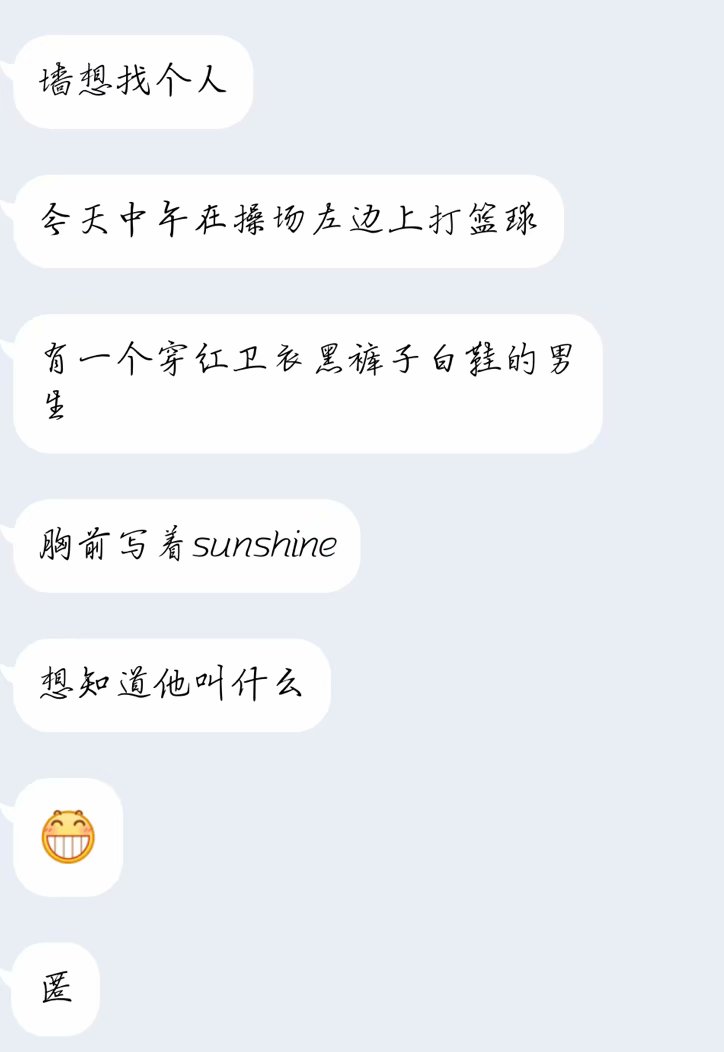 墙想找个人
今天中午在操场左边上打篮球
有一个穿红卫衣黑裤子白鞋的男
生
胸前写着sunshine
想知道他叫什么
匿